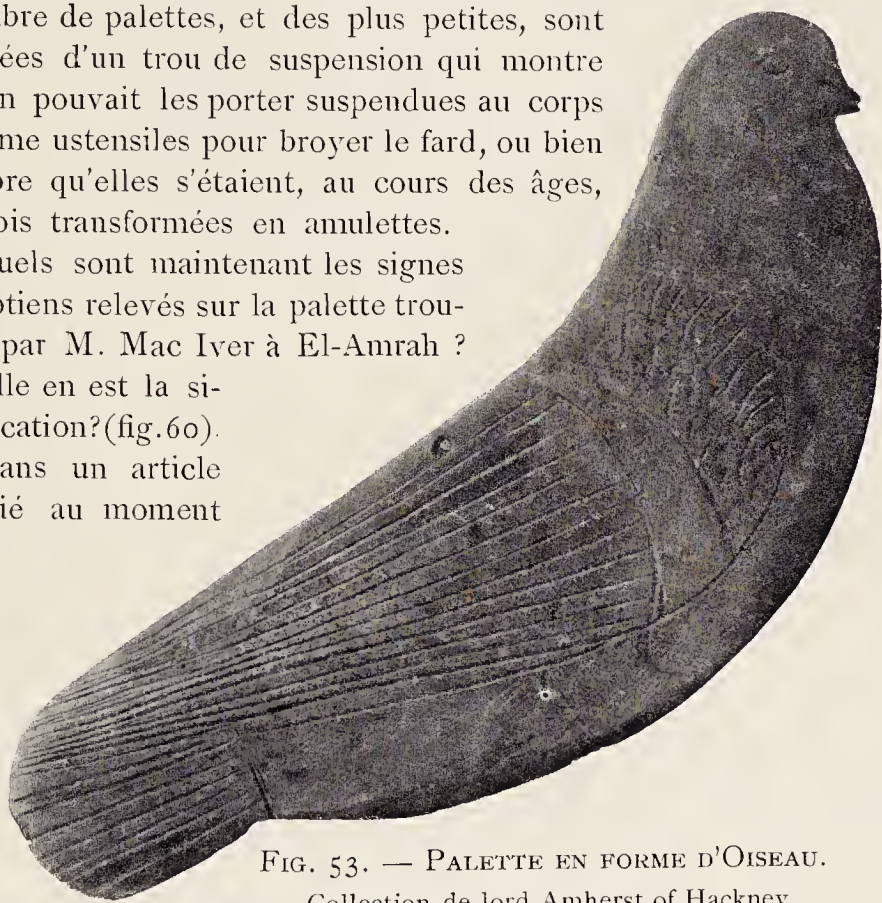 bre de palettes, et des plus petites, sont
ées d'un trou de suspension qui montre
n pouvait les porter suspendues au corps
me ustensiles pour broyer le fard, ou bien
re qu'elles s'étaient, au cours des âges,
ois transformées en amulettes.
uels sont maintenant les signes
ptiens relevés sur la palette trou-
par M. Mac Iver à El-Amrah ?
lle en est la si-
cation?(fig.60).
ans un article
ié au moment
FIG. 53. — PALETTE EN FORME D'OISEAU.
Collection de lord Amherst of Hackney